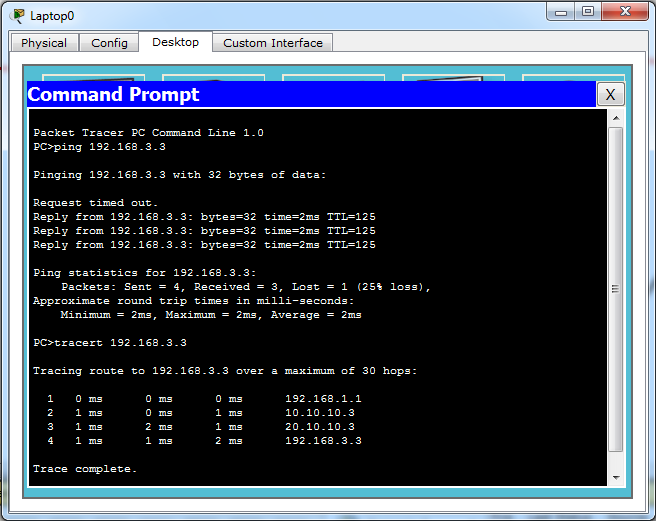 Laptop0
Physical Config Desktop Custom Interface
Command Prompt X
Packet Tracer PC Command Line 1.0
PC>ping 192.168.3.3
Pinging 192.168.3.3 with 32 bytes of data:
Request timed out.
Reply from 192.168.3.3: bytes=32 time=2ms TTL=125
Reply from 192.168.3.3: bytes=32 time=2ms TTL=125
Reply from 192.168.3.3: bytes=32 time=2ms TTL=125
Ping statistics for 192.168.3.3:
    Packets: Sent = 4, Received = 3, Lost = 1 (25% loss),
Approximate round trip times in milli-seconds:
    Minimum = 2ms, Maximum = 2ms, Average = 2ms
PC>tracert 192.168.3.3
Tracing route to 192.168.3.3 over a maximum of 30 hops:
  1   0 ms      0 ms      0 ms      192.168.1.1
  2   1 ms      0 ms      1 ms      10.10.10.3
  3   1 ms      2 ms      1 ms      20.10.10.3
  4   1 ms      1 ms      2 ms      192.168.3.3
Trace complete.